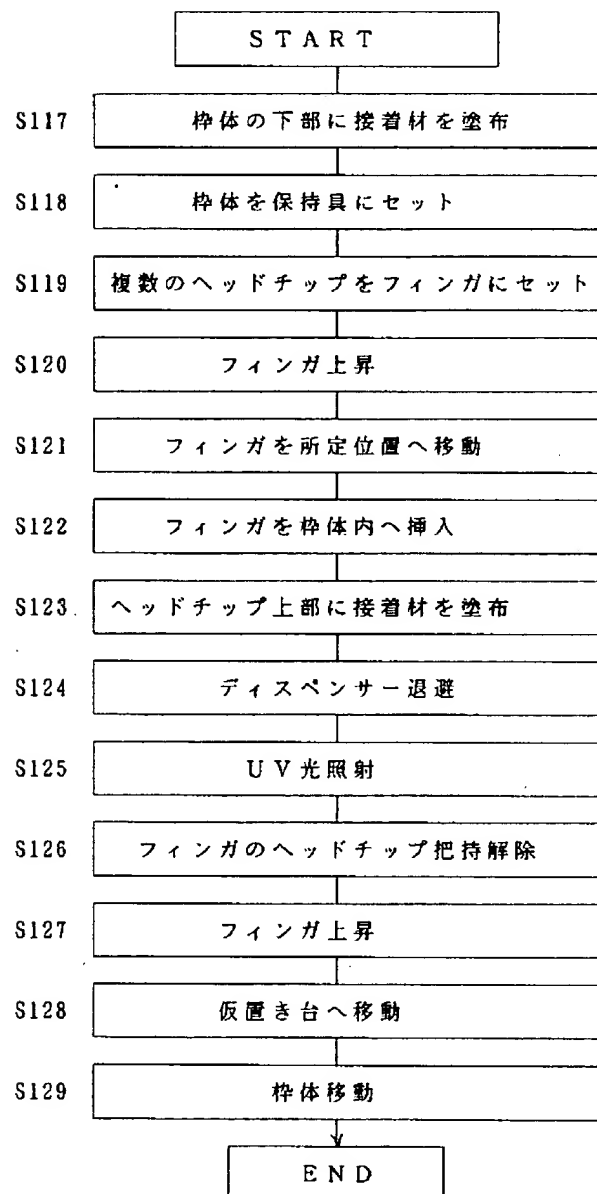 START
S117 枠体の下部に接着材を塗布
S118 枠体を保持具にセット
S119 複数のヘッドチップをフィンガにセット
S120 フィンガ上昇
S121 フィンガを所定位置へ移動
S122 フィンガを枠体内へ挿入
S123 ヘッドチップ上部に接着材を塗布
S124 ディスペンサー退避
S125 UV光照射
S126 フィンガのヘッドチップ把持解除
S127 フィンガ上昇
S128 仮置き台へ移動
S129 枠体移動
END